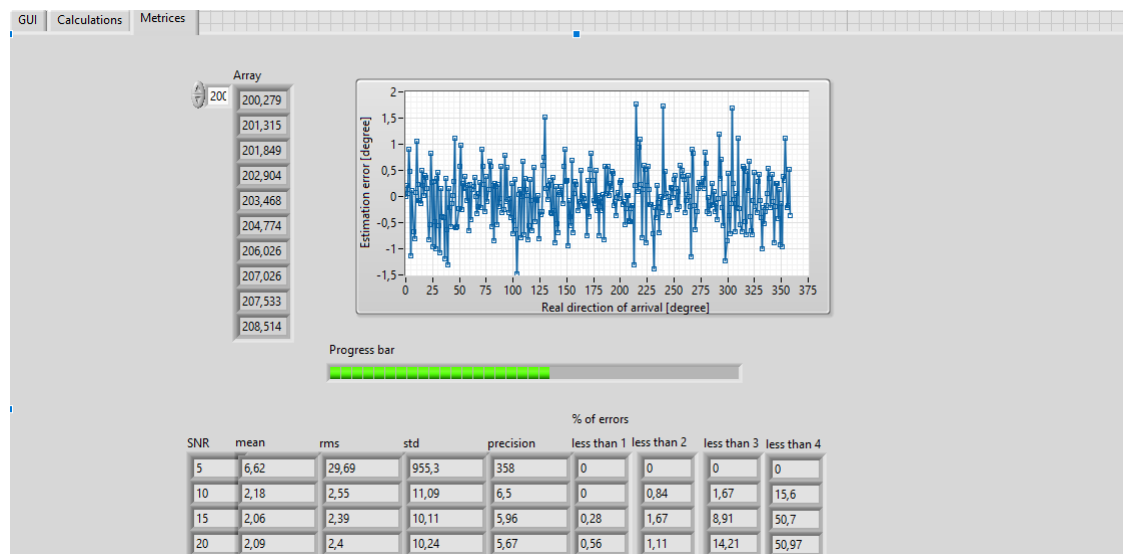 GUI Calculations Metrices
Array
200
200,279
201,315
201,849
202,904
203,468
204,774
206,026
207,026
207,533
208,514
Estimation error [degree]
2
1,5
1
0,5
0
-0,5
-1
-1,5
0 25 50 75 100 125 150 175 200 225 250 275 300 325 350 375
Real direction of arrival [degree]
Progress bar
% of errors
SNR mean rms std precision less than 1 less than 2 less than 3 less than 4
5 6,62 29,69 955,3 358 0 0 0 0
10 2,18 2,55 11,09 6,5 0 0,84 1,67 15,6
15 2,06 2,39 10,11 5,96 0,28 1,67 8,91 50,7
20 2,09 2,4 10,24 5,67 0,56 1,11 14,21 50,97